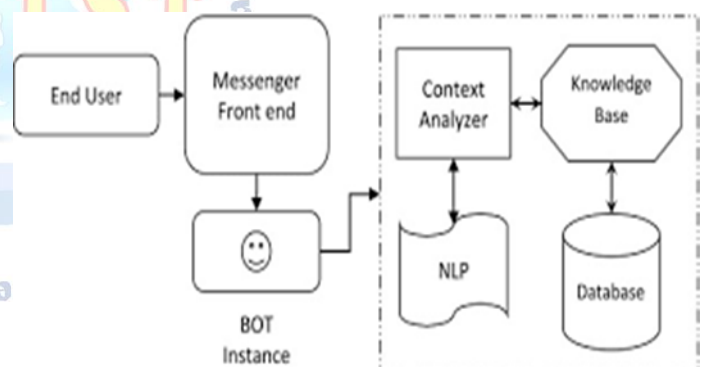 End User
Messenger
Front end
BOT
Instance
Context
Analyzer
Knowledge
Base
NLP
Database